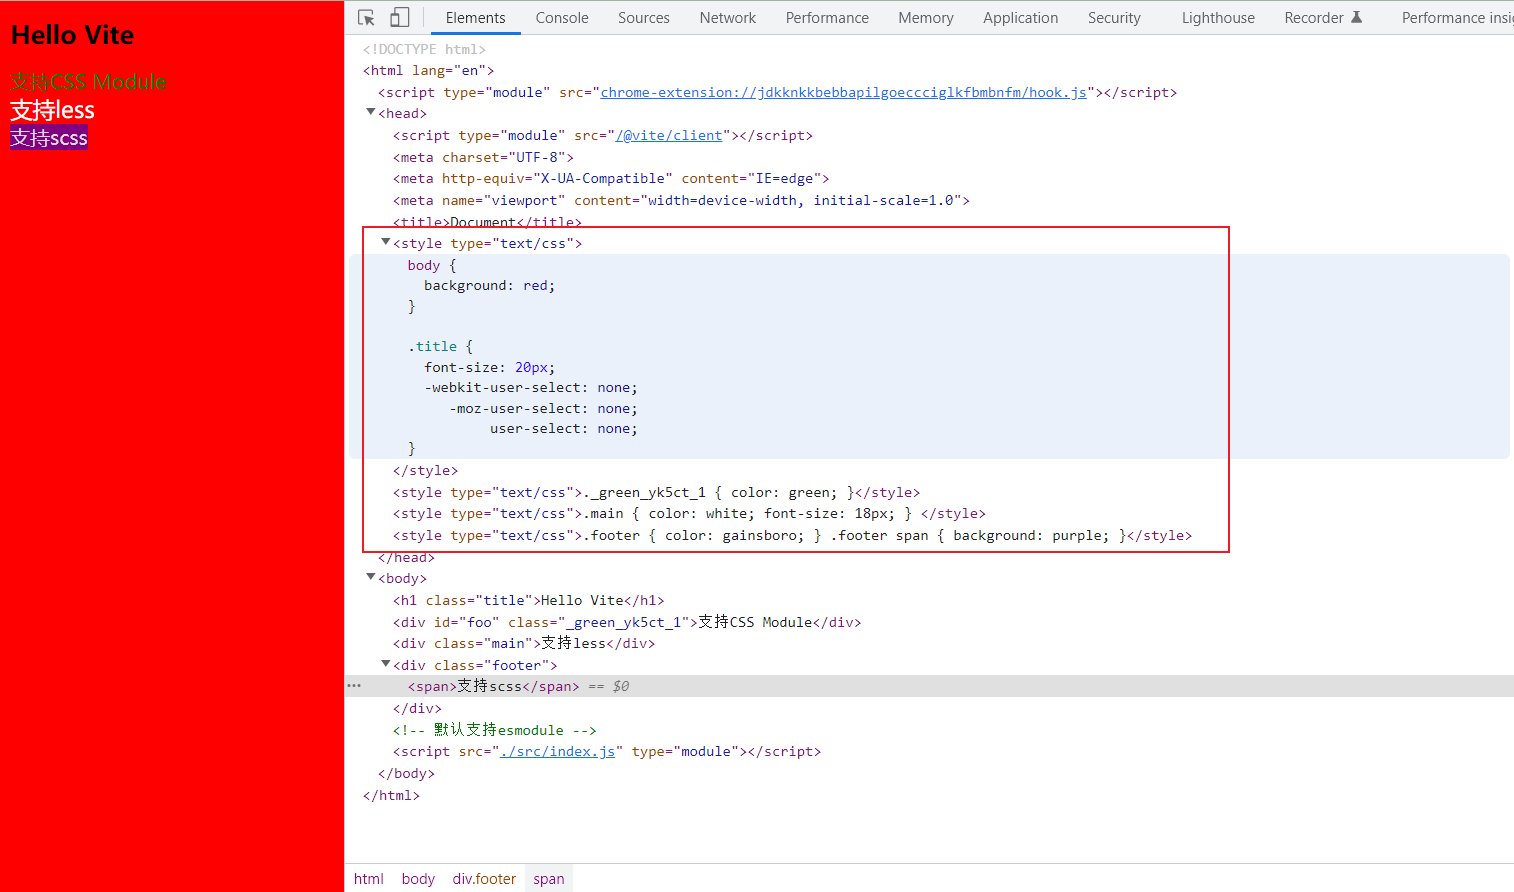 Hello Vite
支持CSS Module
支持less
支持scss
Elements Console Sources Network Performance Memory Application Security Lighthouse Recorder Performance insi
<!DOCTYPE html>
<html lang="en">
<script type="module" src="chrome-extension://jdkknkkbebbapilgoeccciglkfbmbnfm/hook.js"></script>
<head>
<script type="module" src="/@vite/client"></script>
<meta charset="UTF-8">
<meta http-equiv="X-UA-Compatible" content="IE=edge">
<meta name="viewport" content="width=device-width, initial-scale=1.0">
<title>Document</title>
<style type="text/css">
body {
background: red;
}
.title {
font-size: 20px;
-webkit-user-select: none;
-moz-user-select: none;
user-select: none;
}
</style>
<style type="text/css">._green_yk5ct_1 { color: green; }</style>
<style type="text/css">.main { color: white; font-size: 18px; } </style>
<style type="text/css">.footer { color: gainsboro; } .footer span { background: purple; }</style>
</head>
<body>
<h1 class="title">Hello Vite</h1>
<div id="foo" class="_green_yk5ct_1">支持CSS Module</div>
<div class="main">支持less</div>
<div class="footer">
<span>支持scss</span> == $0
</div>
<!-- 默认支持esmodule -->
<script src="./src/index.js" type="module"></script>
</body>
</html>
html body div.footer span